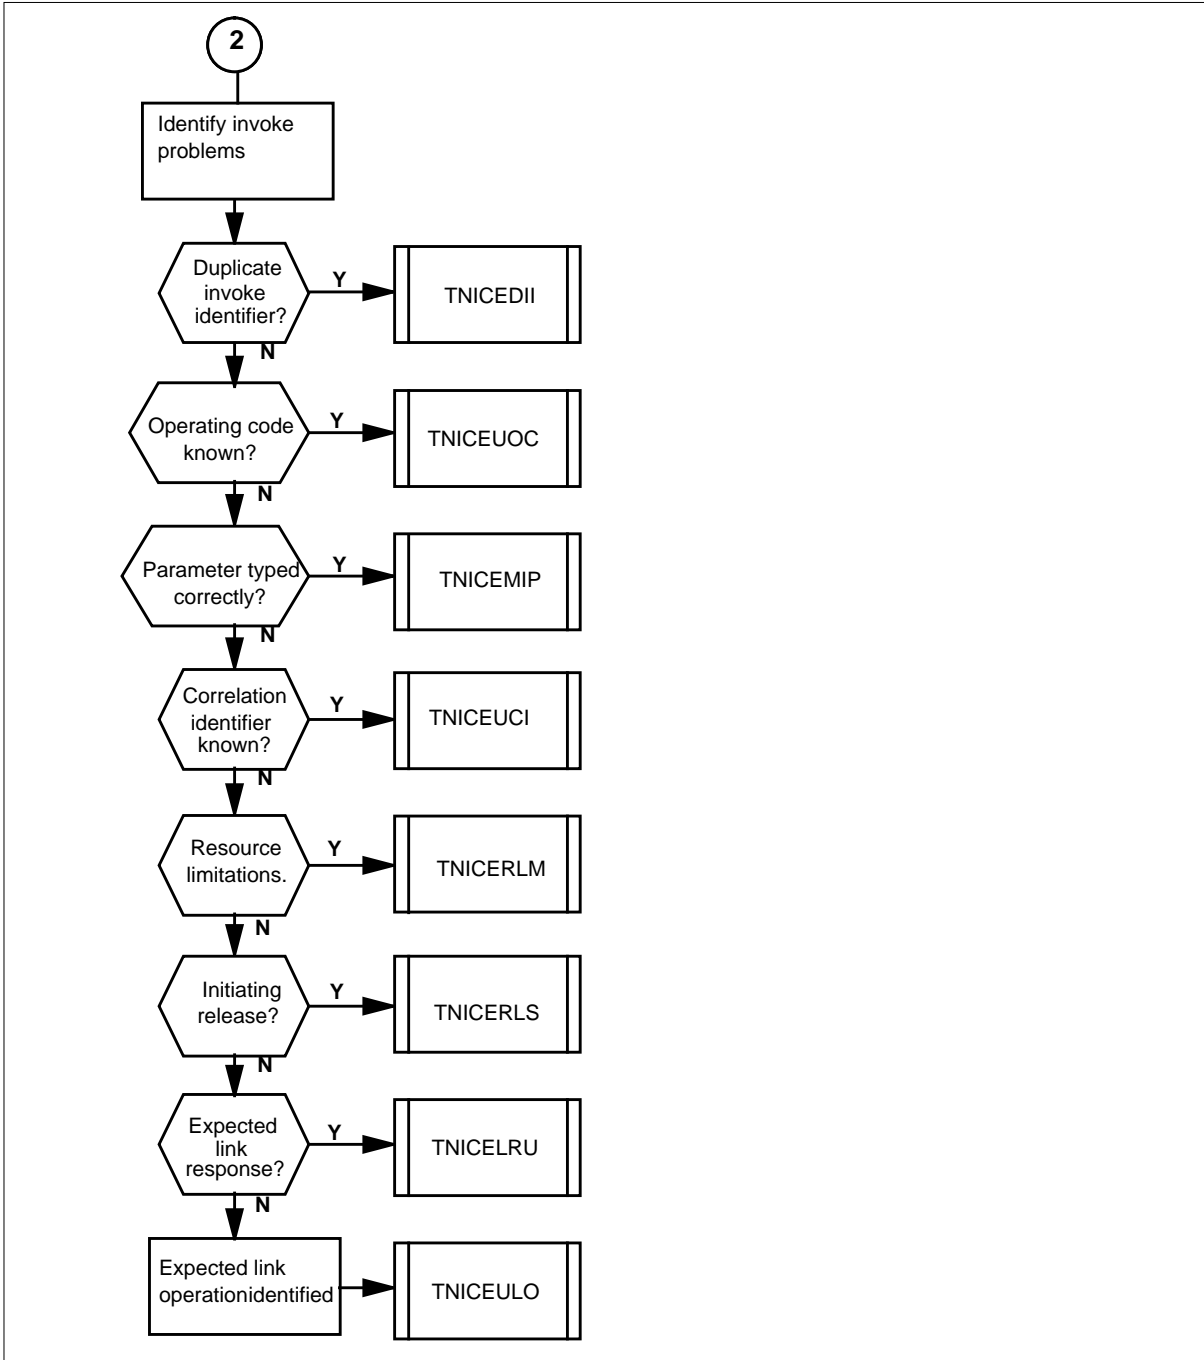 2
Identify invoke
problems
Duplicate
invoke
identifier?
Y
TNICEDII
N
Operating code
known?
Y
TNICEUOC
N
Parameter typed
correctly?
Y
TNICEMIP
N
Correlation
identifier
known?
Y
TNICEUCI
N
Resource
limitations.
Y
TNICERLM
N
Initiating
release?
Y
TNICERLS
N
Expected
link
response?
Y
TNICELRU
N
Expected link
operationidentified
TNICEULO